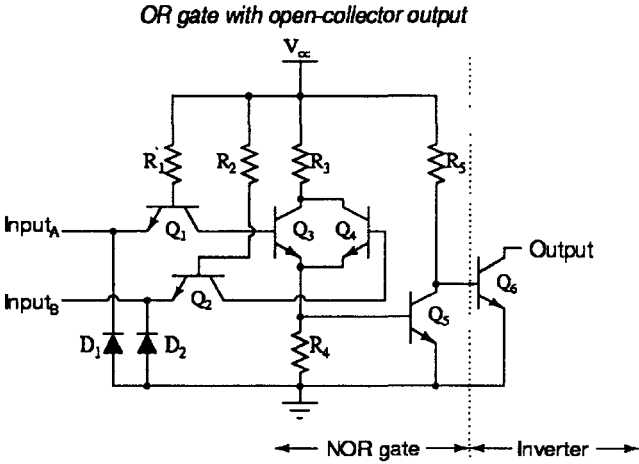 OR gate with open-collector output
Vcc
R1
R2
R3
R5
InputA
Q1
Q3
Q4
Output
InputB
Q2
Q6
Q5
D1
D2
R4
NOR gate
Inverter